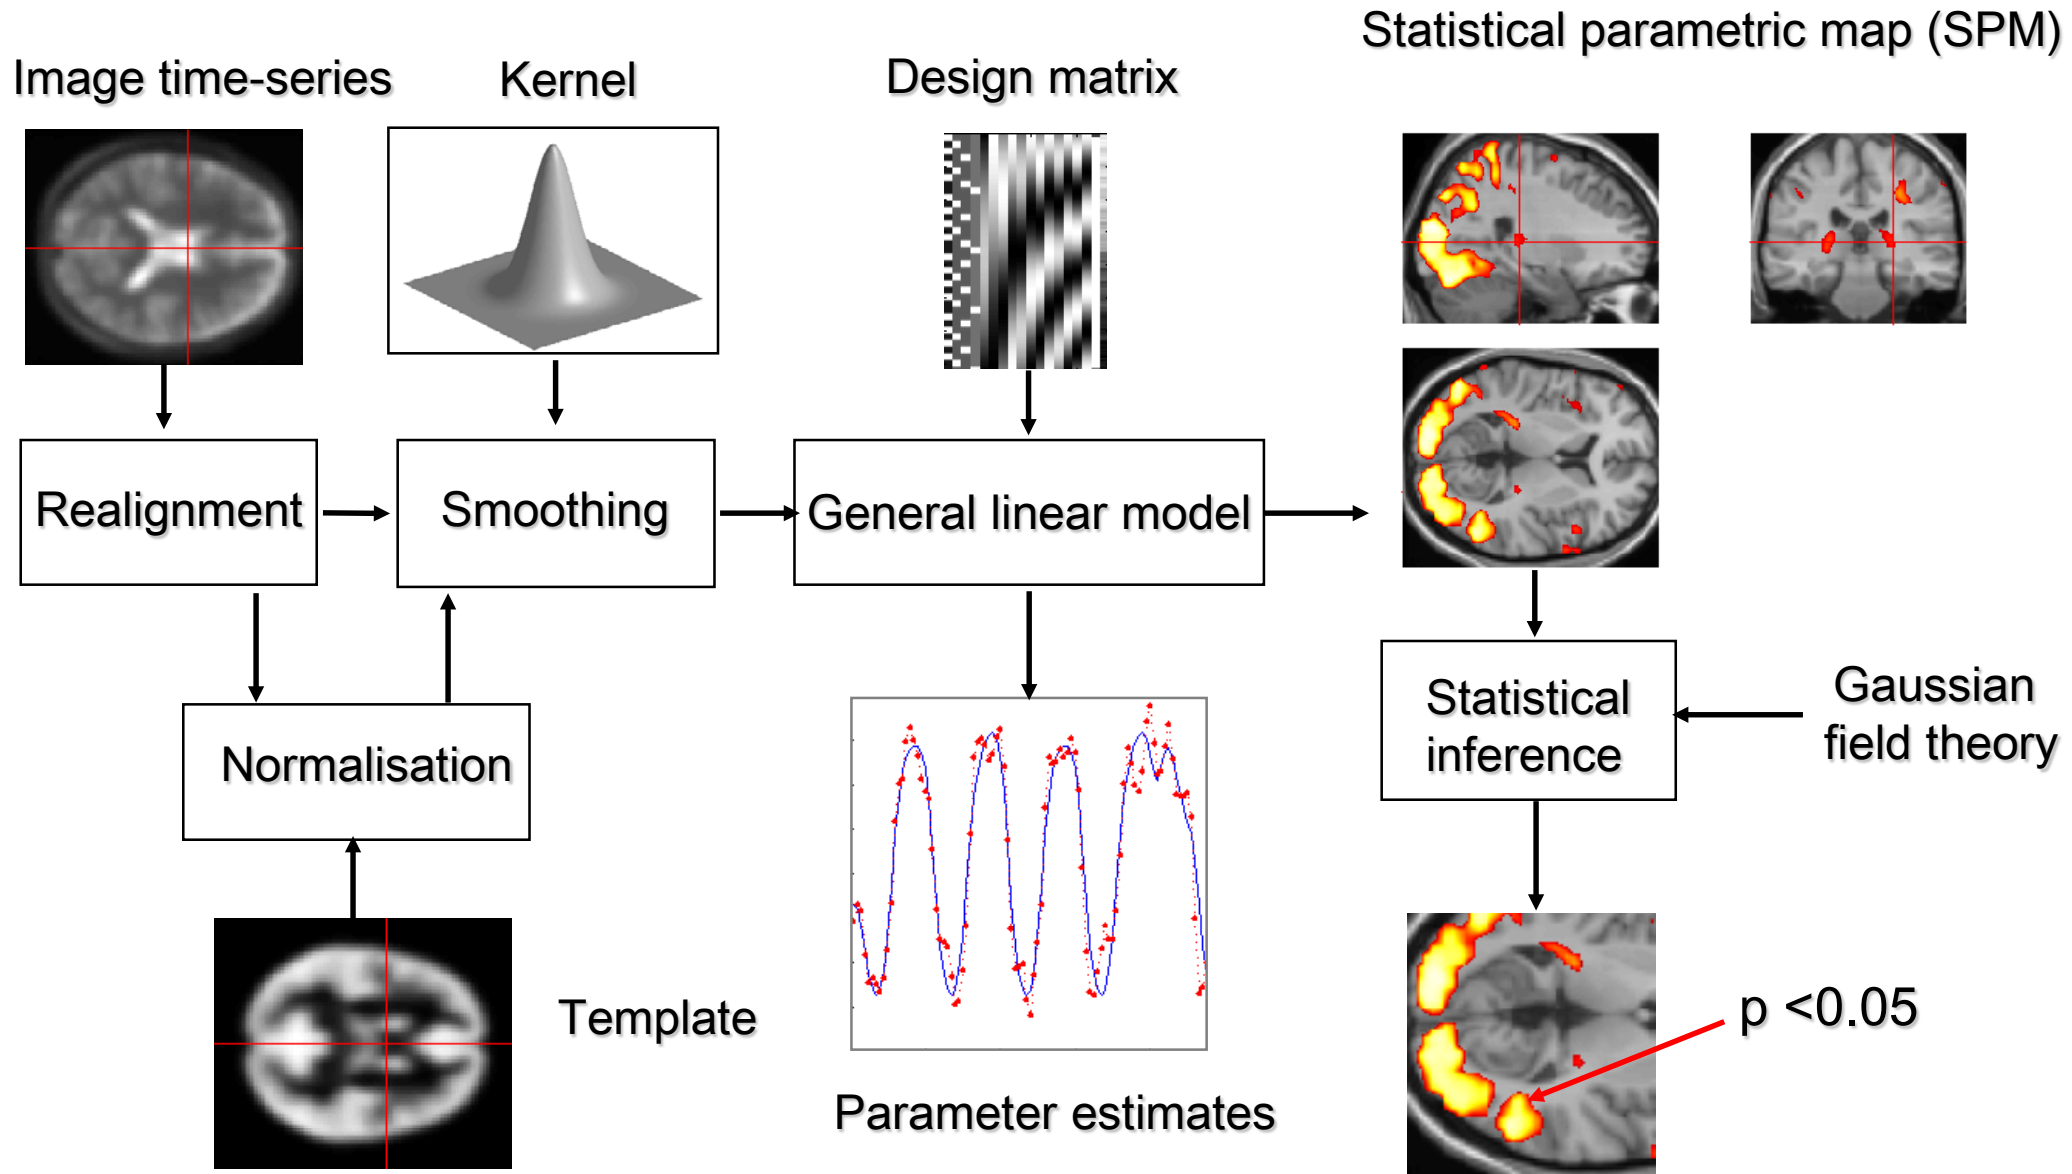 Statistical parametric map (SPM)
Image time-series
Kernel
Design matrix
Realignment
Smoothing
General linear model
Statistical
inference
Gaussian
field theory
Normalisation
Template
p <0.05
Parameter estimates